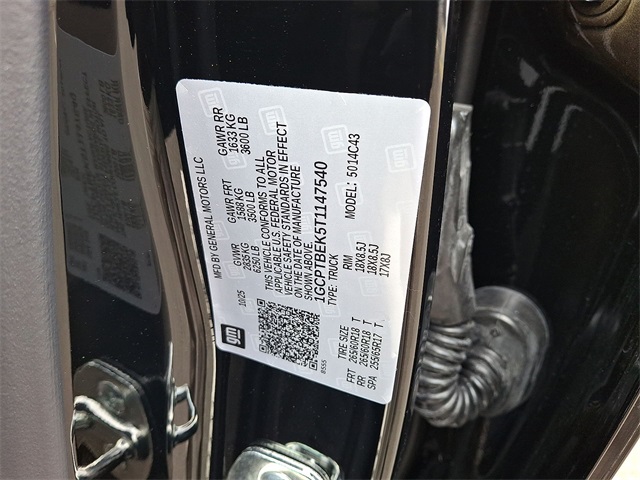 MFD BY GENERAL MOTORS LLC
10/25 GVWR GAWR FRT GAWR RR
2835 KG 1588 KG 1633 KG
6250 LB 3500 LB 3600 LB
THIS VEHICLE CONFORMS TO ALL
APPLICABLE U.S. FEDERAL MOTOR
VEHICLE SAFETY STANDARDS IN EFFECT
ON THE DATE OF MANUFACTURE
SHOWN ABOVE.
1GCPTBEK5T1147540
TYPE: TRUCK MODEL: 5014C43
TIRE SIZE RIM
FRT 265/60R18 T 18X8.5J
RR 265/60R18 T 18X8.5J
SPA 255/65R17 T 17X8J
gm
BSS5